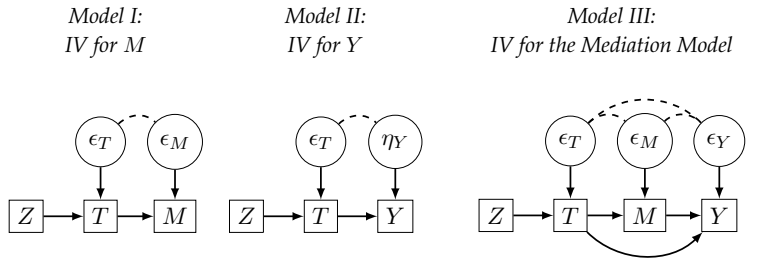 Model I:
IV for M
Model II:
IV for Y
Model III:
IV for the Mediation Model
ϵT ϵM
ϵT ηY
ϵT ϵM ϵY
Z T M
Z T Y
Z T M Y